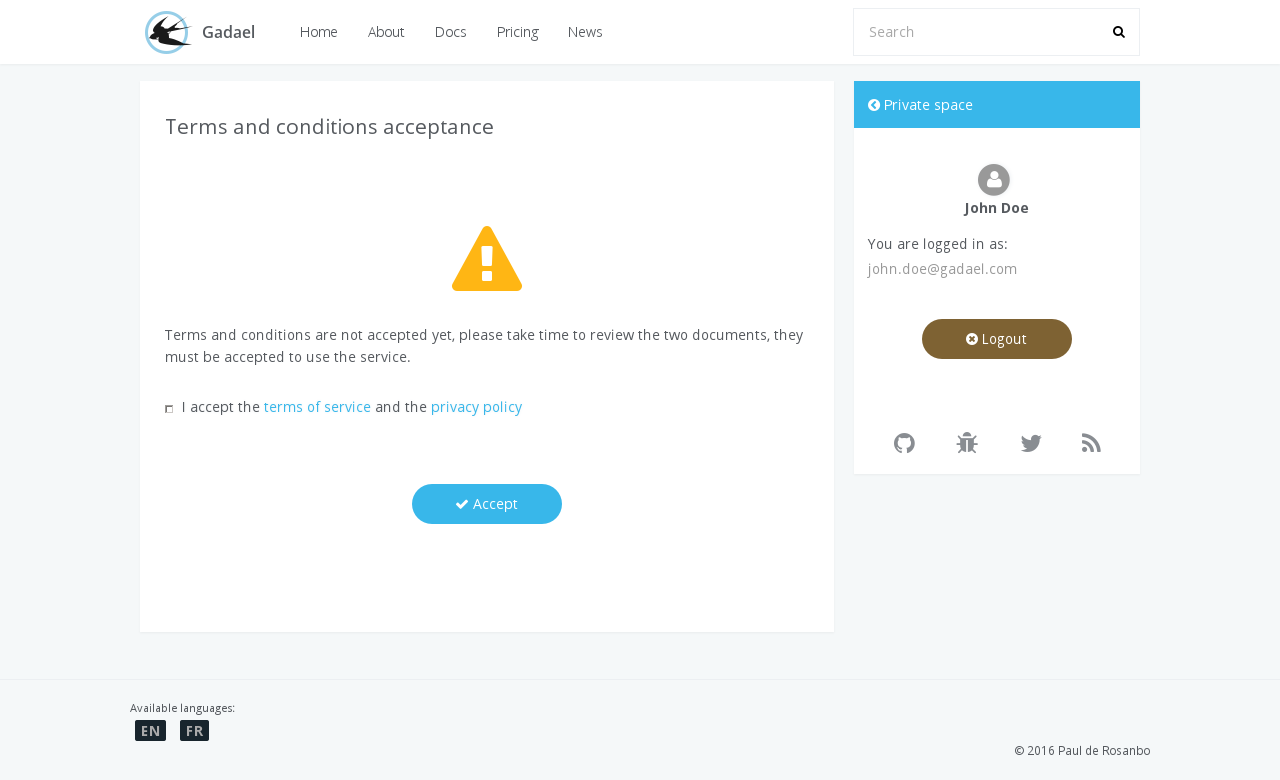 Gadael
Home
About
Docs
Pricing
News
Search
Terms and conditions acceptance
Terms and conditions are not accepted yet, please take time to review the two documents, they
must be accepted to use the service.
I accept the terms of service and the privacy policy
Accept
Private space
John Doe
You are logged in as:
john.doe@gadael.com
Logout
Available languages:
EN
FR
© 2016 Paul de Rosanbo